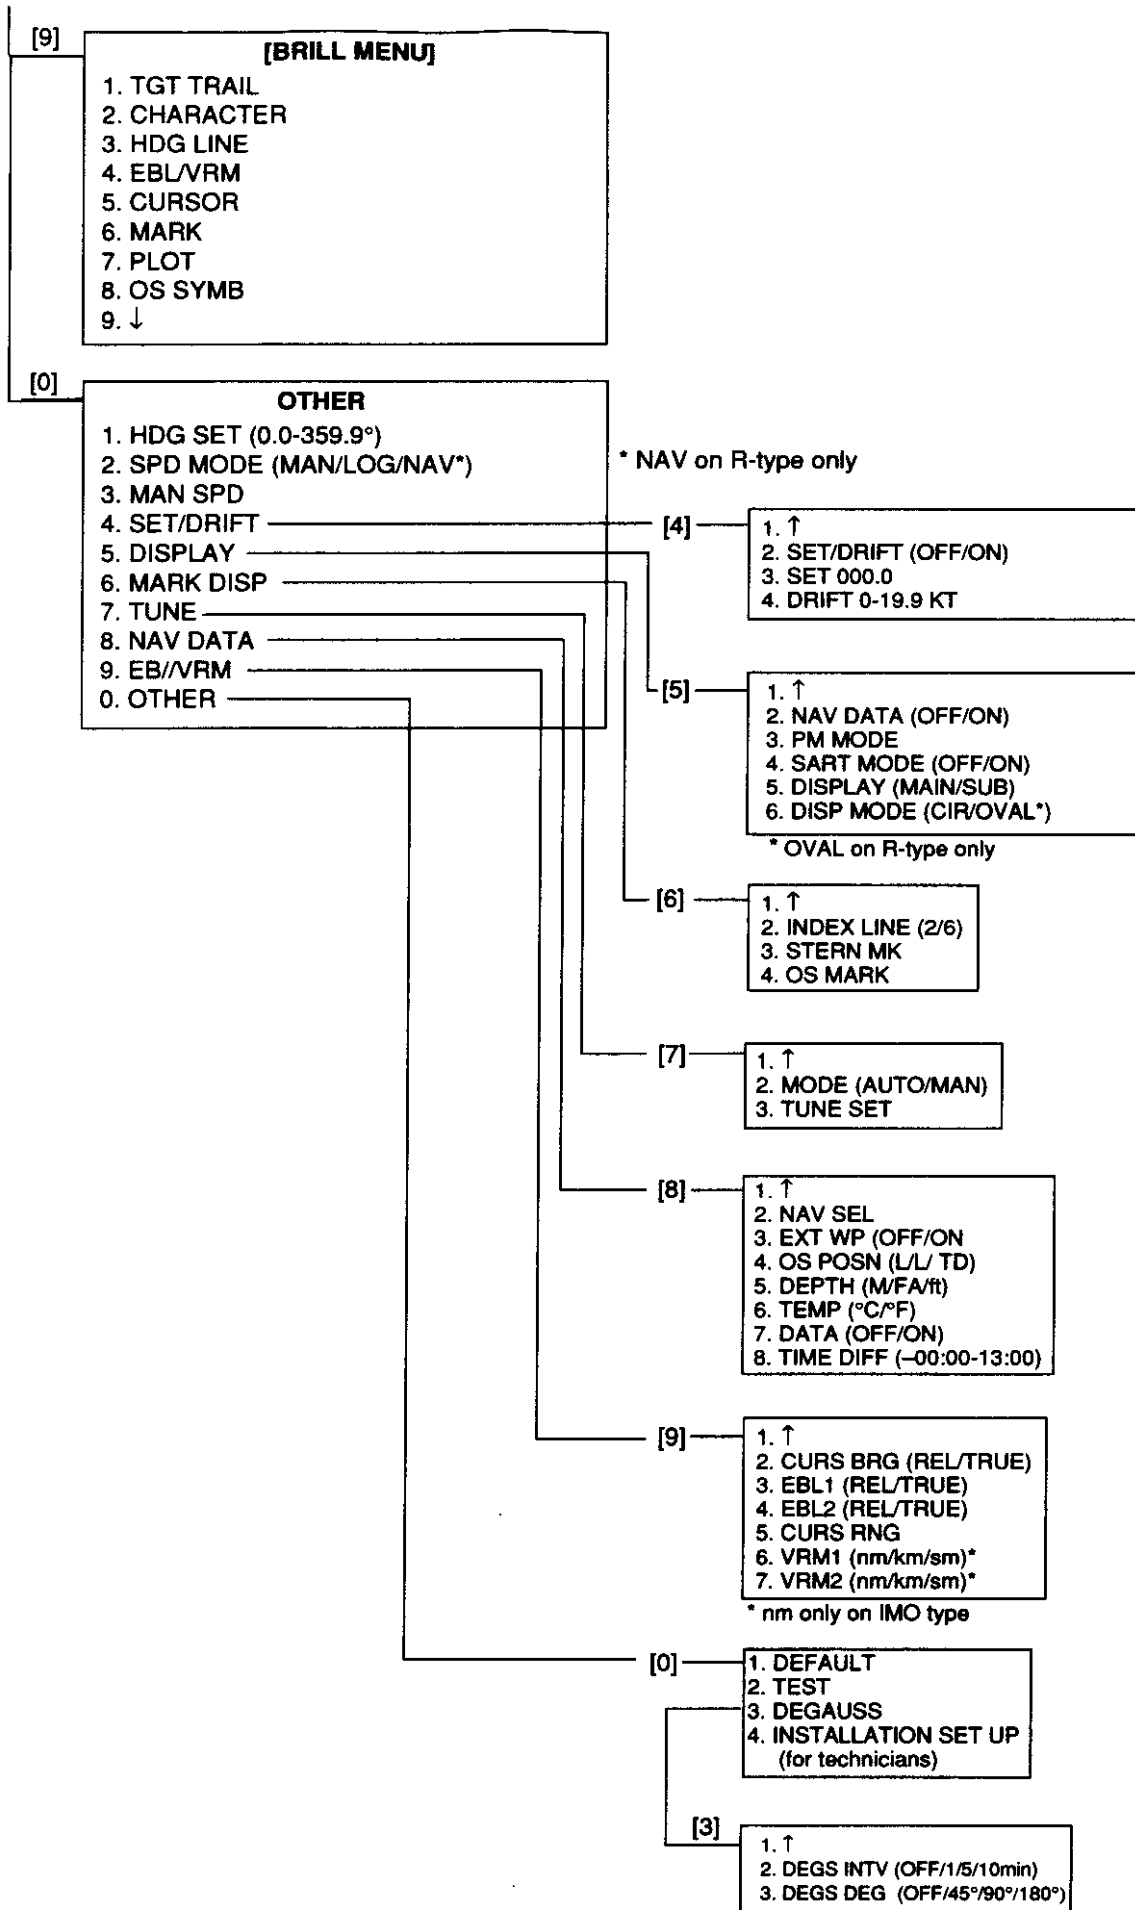 [9]
[BRILL MENU]
1. TGT TRAIL
2. CHARACTER
3. HDG LINE
4. EBL/VRM
5. CURSOR
6. MARK
7. PLOT
8. OS SYMB
9. ↓
[0]
OTHER
1. HDG SET (0.0-359.9°)
2. SPD MODE (MAN/LOG/NAV*)
3. MAN SPD
4. SET/DRIFT
5. DISPLAY
6. MARK DISP
7. TUNE
8. NAV DATA
9. EB//VRM
0. OTHER
* NAV on R-type only
[4]
1. ↑
2. SET/DRIFT (OFF/ON)
3. SET 000.0
4. DRIFT 0-19.9 KT
[5]
1. ↑
2. NAV DATA (OFF/ON)
3. PM MODE
4. SART MODE (OFF/ON)
5. DISPLAY (MAIN/SUB)
6. DISP MODE (CIR/OVAL*)
* OVAL on R-type only
[6]
1. ↑
2. INDEX LINE (2/6)
3. STERN MK
4. OS MARK
[7]
1. ↑
2. MODE (AUTO/MAN)
3. TUNE SET
[8]
1. ↑
2. NAV SEL
3. EXT WP (OFF/ON
4. OS POSN (L/L/ TD)
5. DEPTH (M/FA/ft)
6. TEMP (°C/°F)
7. DATA (OFF/ON)
8. TIME DIFF (–00:00-13:00)
[9]
1. ↑
2. CURS BRG (REL/TRUE)
3. EBL1 (REL/TRUE)
4. EBL2 (REL/TRUE)
5. CURS RNG
6. VRM1 (nm/km/sm)*
7. VRM2 (nm/km/sm)*
* nm only on IMO type
[0]
1. DEFAULT
2. TEST
3. DEGAUSS
4. INSTALLATION SET UP
(for technicians)
[3]
1. ↑
2. DEGS INTV (OFF/1/5/10min)
3. DEGS DEG (OFF/45°/90°/180°)